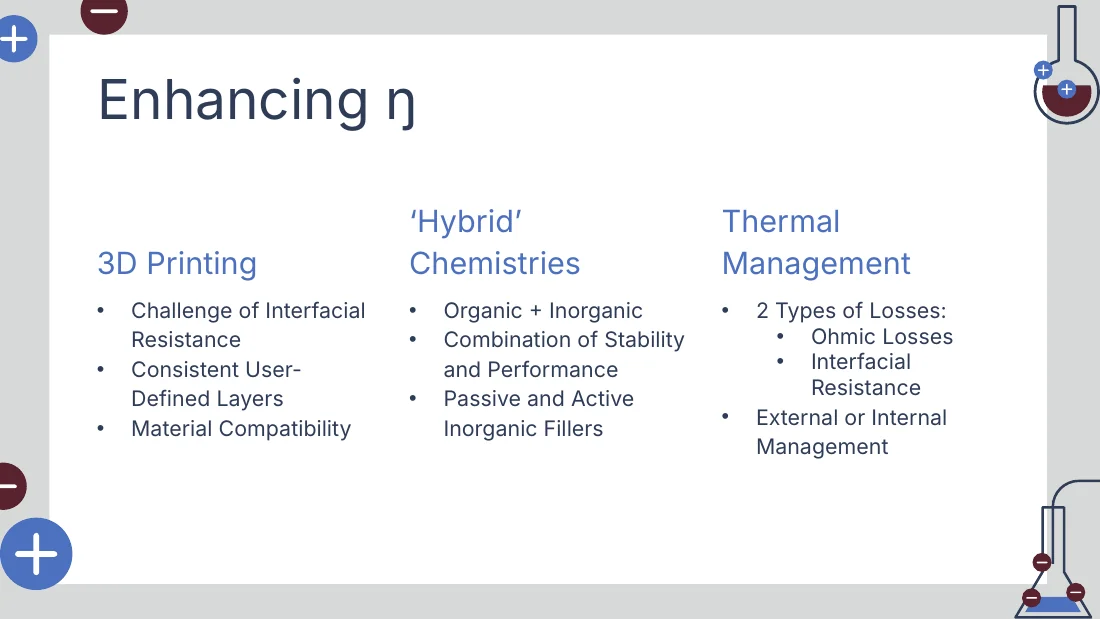 Enhancing ŋ
3D Printing
• Challenge of Interfacial
Resistance
• Consistent User-
Defined Layers
• Material Compatibility
‘Hybrid’
Chemistries
• Organic + Inorganic
• Combination of Stability
and Performance
• Passive and Active
Inorganic Fillers
Thermal
Management
• 2 Types of Losses:
• Ohmic Losses
• Interfacial
Resistance
• External or Internal
Management